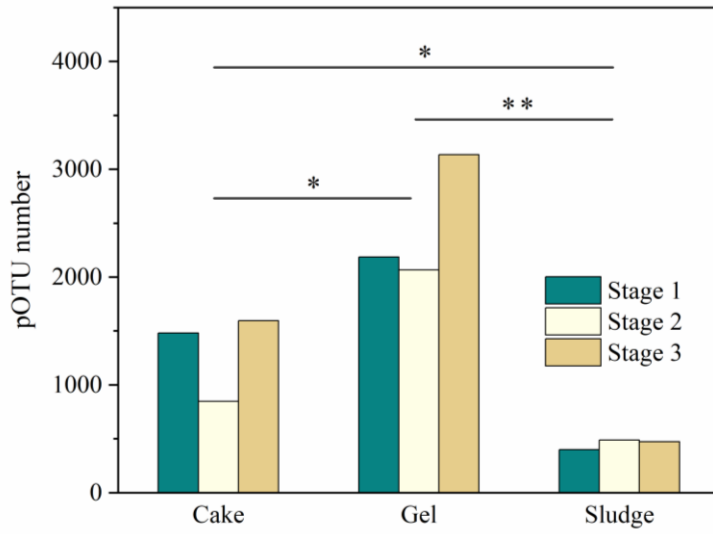 4000
3000
2000
1000
0
pOTU number
*
**
*
Stage 1
Stage 2
Stage 3
Cake
Gel
Sludge